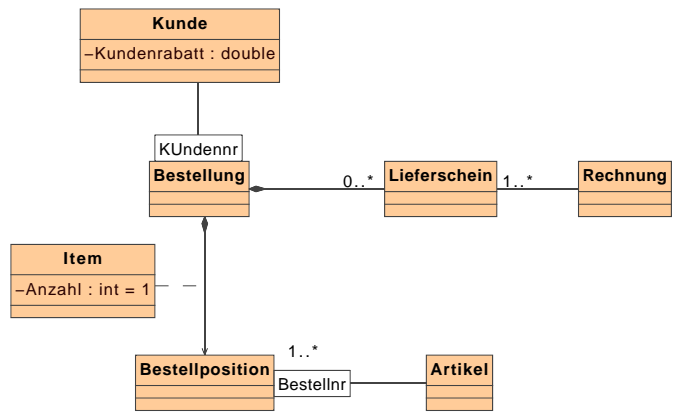 Kunde
–Kundenrabatt : double
KUndennr
Bestellung
0..*
Lieferschein
1..*
Rechnung
Item
–Anzahl : int = 1
1..*
Bestellposition
Bestellnr
Artikel